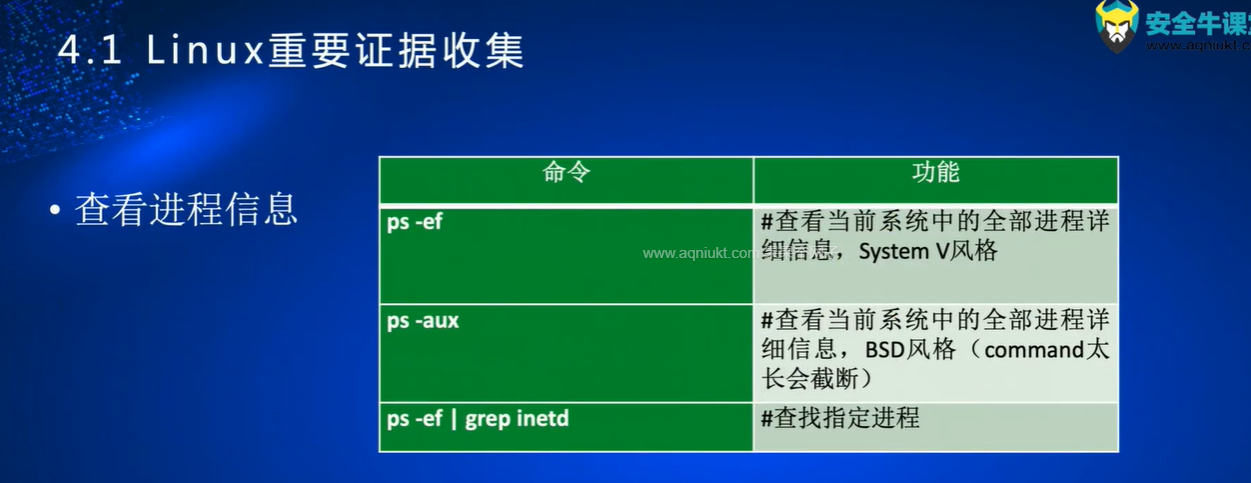 安全牛课
www.aqniukt.c
4.1 Linux重要证据收集
• 查看进程信息
命令
功能
ps -ef
#查看当前系统中的全部进程详
细信息，System V风格
www.aqniukt.com
ps -aux
#查看当前系统中的全部进程详
细信息，BSD风格（command太
长会截断）
ps -ef | grep inetd
#查找指定进程